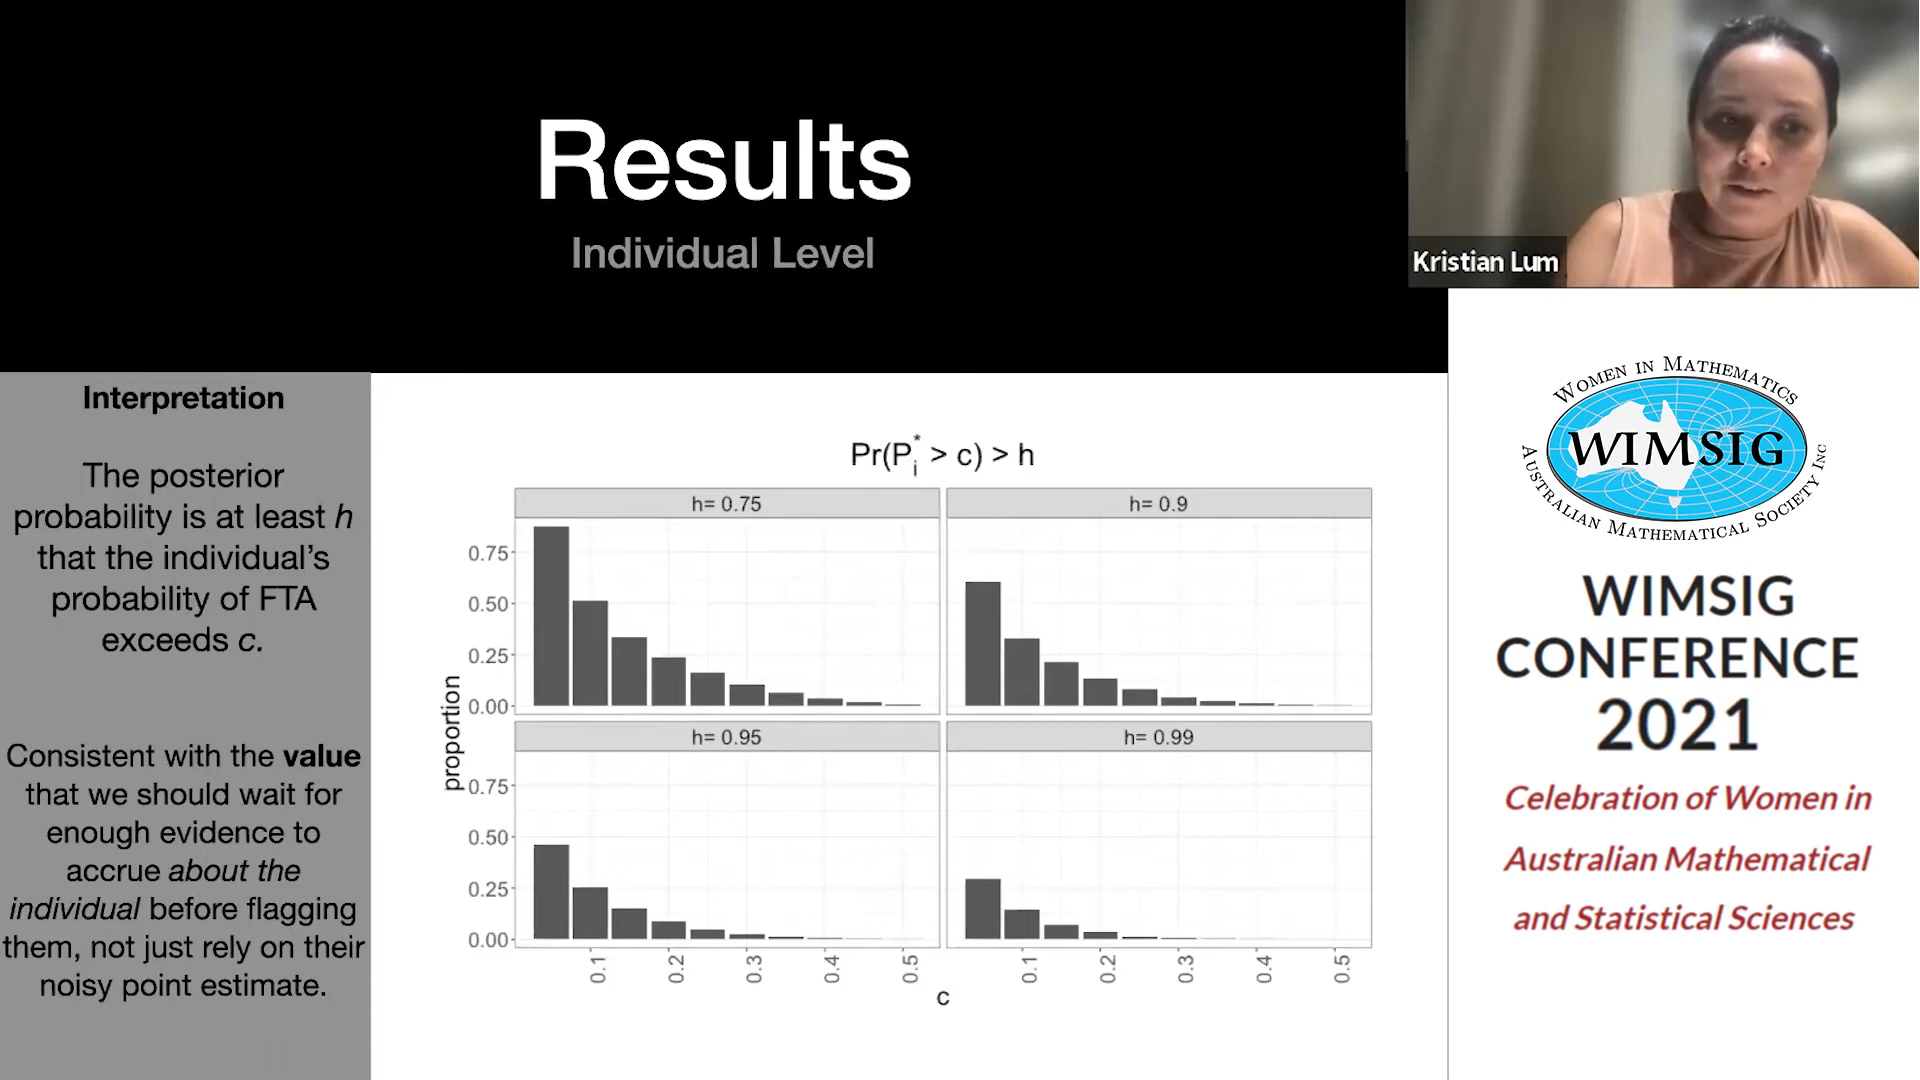 Results
Individual Level
Kristian Lum
Interpretation
The posterior
probability is at least h
that the individual's
probability of FTA
exceeds c.
Consistent with the value
that we should wait for
enough evidence to
accrue about the
individual before flagging
them, not just rely on their
noisy point estimate.
Pr(P*i > c) > h
h= 0.75
h= 0.9
0.75
0.50
0.25
0.00
h= 0.95
h= 0.99
0.75
0.50
0.25
0.00
proportion
0.1
0.2
0.3
0.4
0.5
0.1
0.2
0.3
0.4
0.5
c
WOMEN IN MATHEMATICS
WIMSIG
AUSTRALIAN MATHEMATICAL SOCIETY INC
WIMSIG
CONFERENCE
2021
Celebration of Women in
Australian Mathematical
and Statistical Sciences